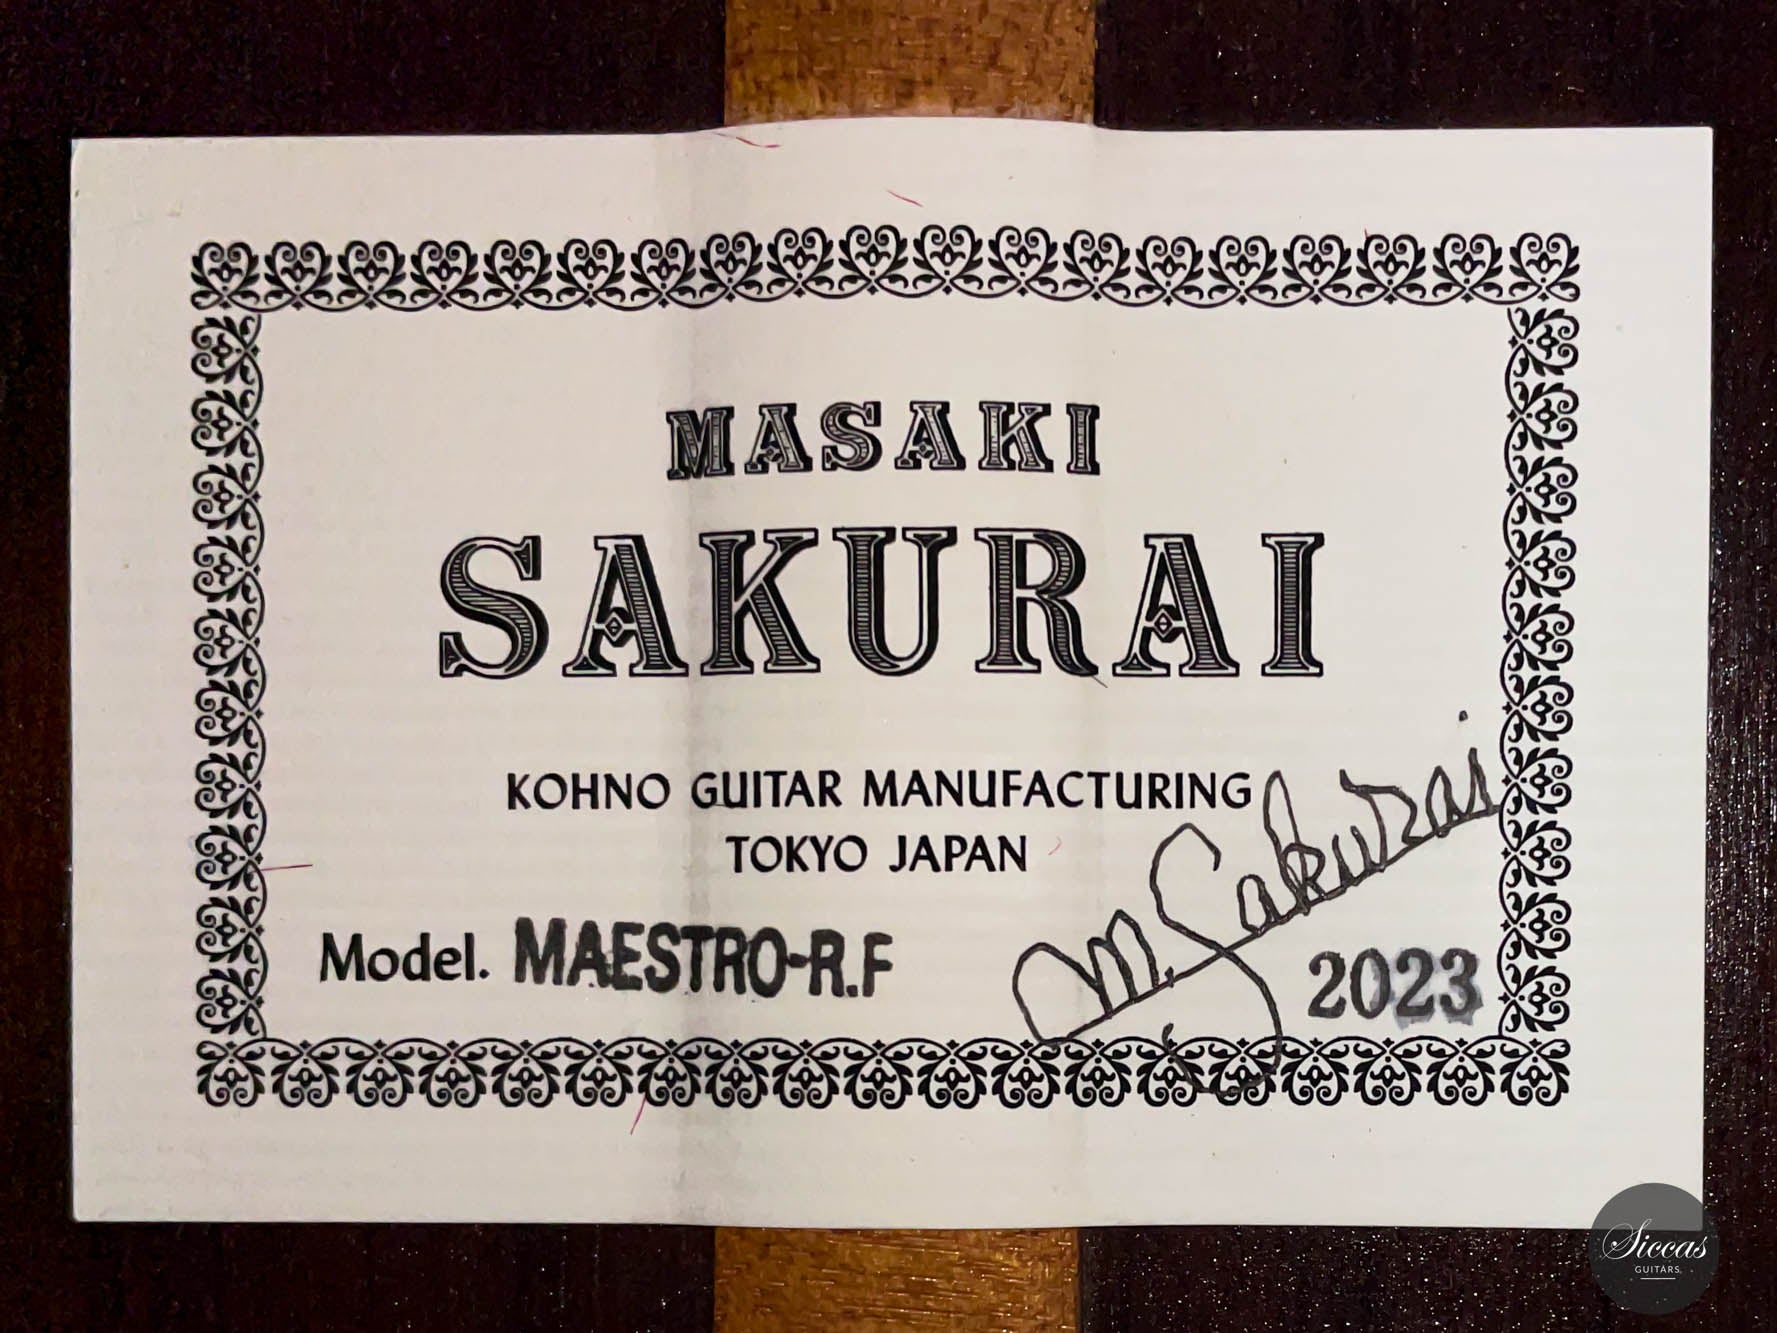 MASAKI
SAKURAI
KOHNO GUITAR MANUFACTURING
TOKYO JAPAN
Model. MAESTRO-R.F
M. Sakurai
2023
Siccas
GUITARS